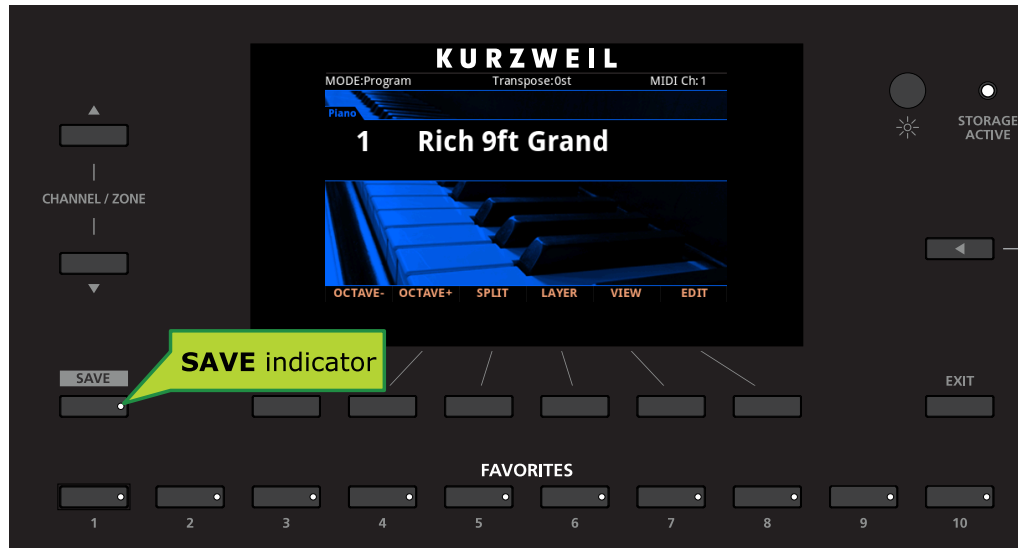 KURZWEIL
MODE:Program Transpose:0st MIDI Ch:1
Piano
1 Rich 9ft Grand
OCTAVE- OCTAVE+ SPLIT LAYER VIEW EDIT
STORAGE
ACTIVE
CHANNEL / ZONE
SAVE indicator
SAVE
EXIT
FAVORITES
1 2 3 4 5 6 7 8 9 10